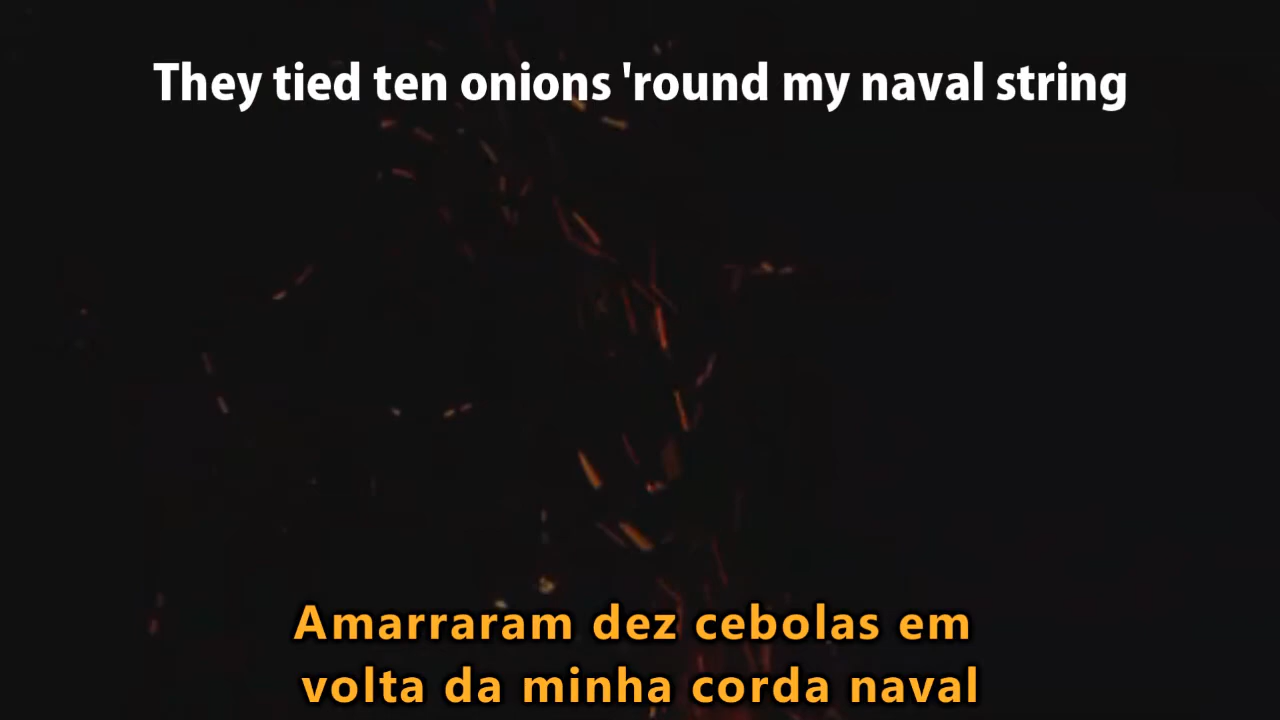 They tied ten onions 'round my naval string
Amarraram dez cebolas em
volta da minha corda naval